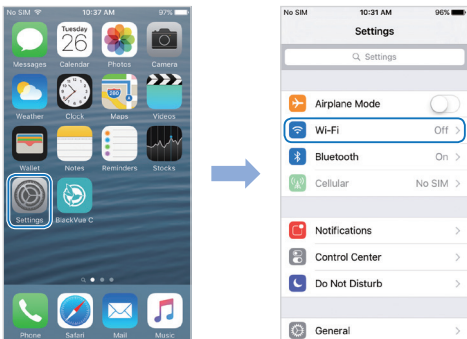 No SIM 10:37 AM 97%
Tuesday
26
Messages Calendar Photos Camera
280
Weather Clock Maps Videos
Wallet Notes Reminders Stocks
Settings BlackVue C
Phone Safari Mail Music
No SIM 10:31 AM 96%
Settings
Settings
Airplane Mode
Wi-Fi Off
Bluetooth On
Cellular No SIM
Notifications
Control Center
Do Not Disturb
General